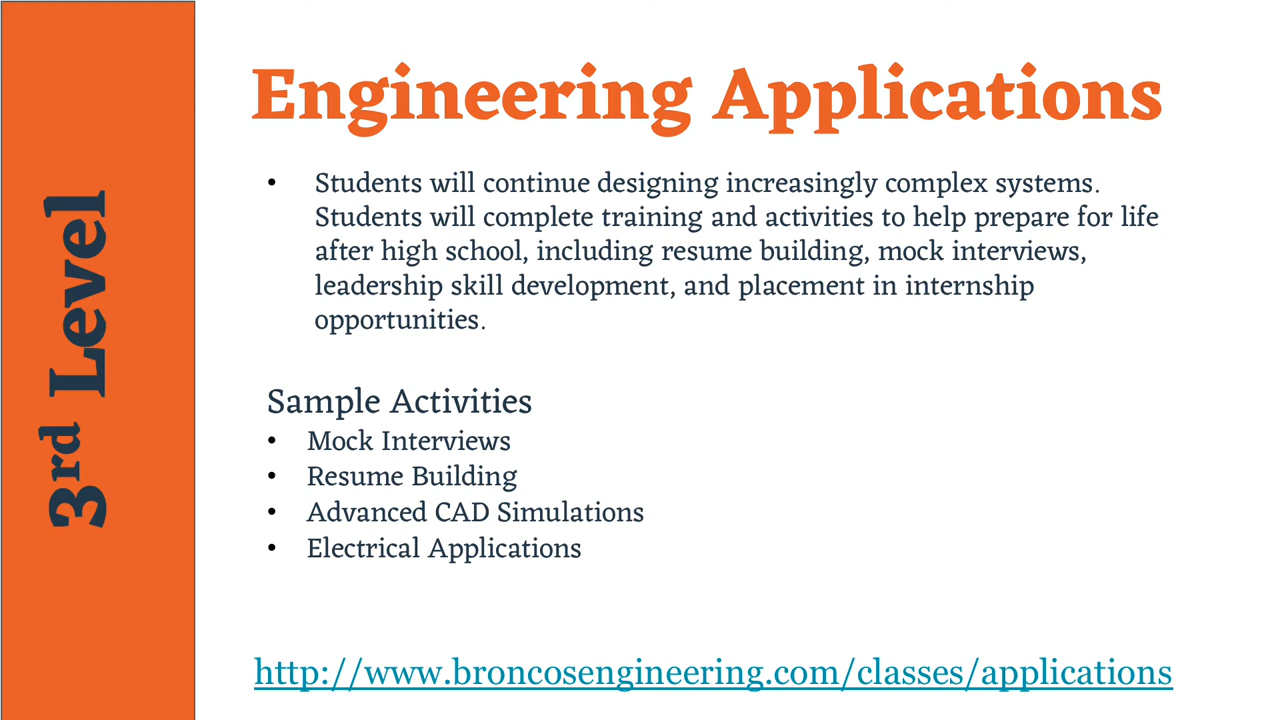 3rd Level
Engineering Applications
• Students will continue designing increasingly complex systems.
Students will complete training and activities to help prepare for life
after high school, including resume building, mock interviews,
leadership skill development, and placement in internship
opportunities.
Sample Activities
• Mock Interviews
• Resume Building
• Advanced CAD Simulations
• Electrical Applications
http://www.broncosengineering.com/classes/applications